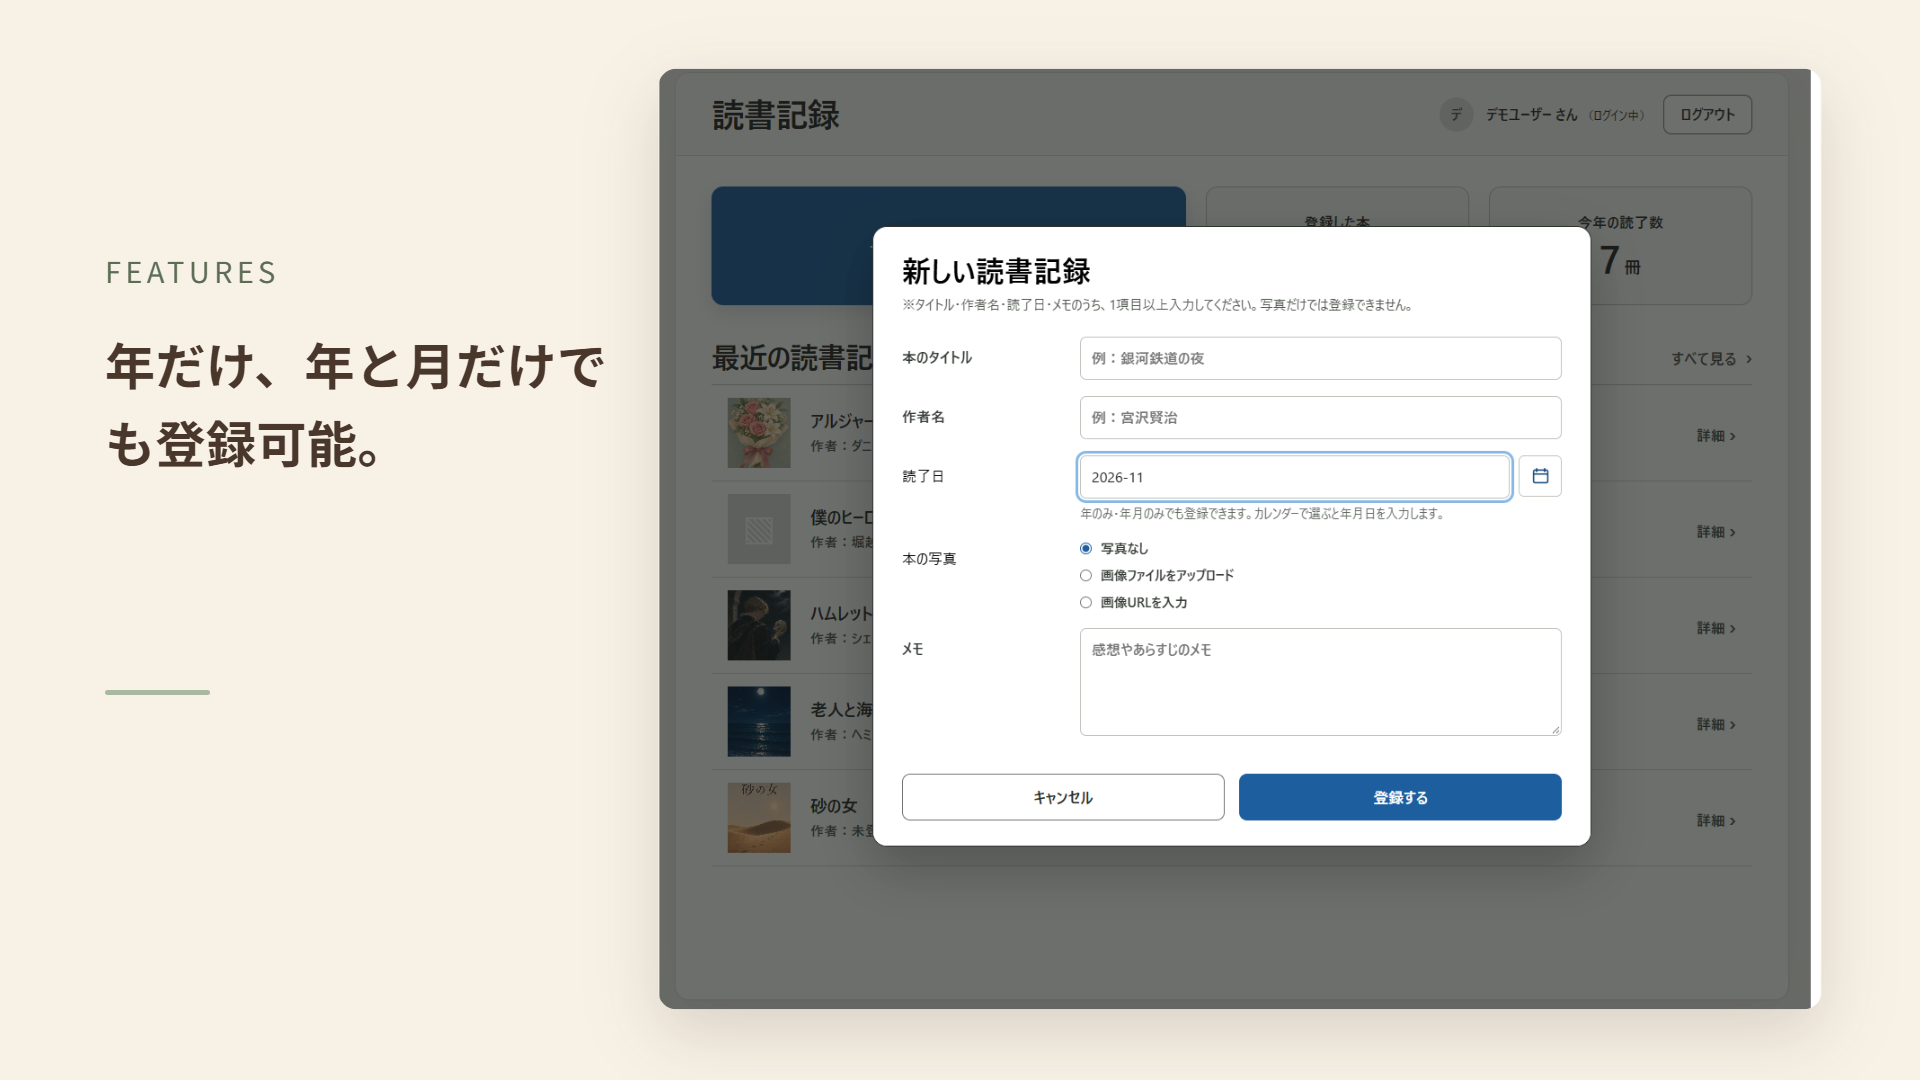 FEATURES
年だけ、年と月だけで
も登録可能。
読書記録
デ
デモユーザー さん
（ログイン中）
ログアウト
登録した本
今年の読了数
7 冊
最近の読書記
すべて見る ›
アルジャー
作者：ダニ
詳細 ›
僕のヒーロ
作者：堀越
詳細 ›
ハムレット
作者：シェ
詳細 ›
老人と海
作者：ヘミ
詳細 ›
砂の女
砂の女
作者：未登
詳細 ›
新しい読書記録
※タイトル・作者名・読了日・メモのうち、1項目以上入力してください。写真だけでは登録できません。
本のタイトル
例：銀河鉄道の夜
作者名
例：宮沢賢治
読了日
2026-11
年のみ・年月のみでも登録できます。カレンダーで選ぶと年月日を入力します。
本の写真
写真なし
画像ファイルをアップロード
画像URLを入力
メモ
感想やあらすじのメモ
キャンセル
登録する